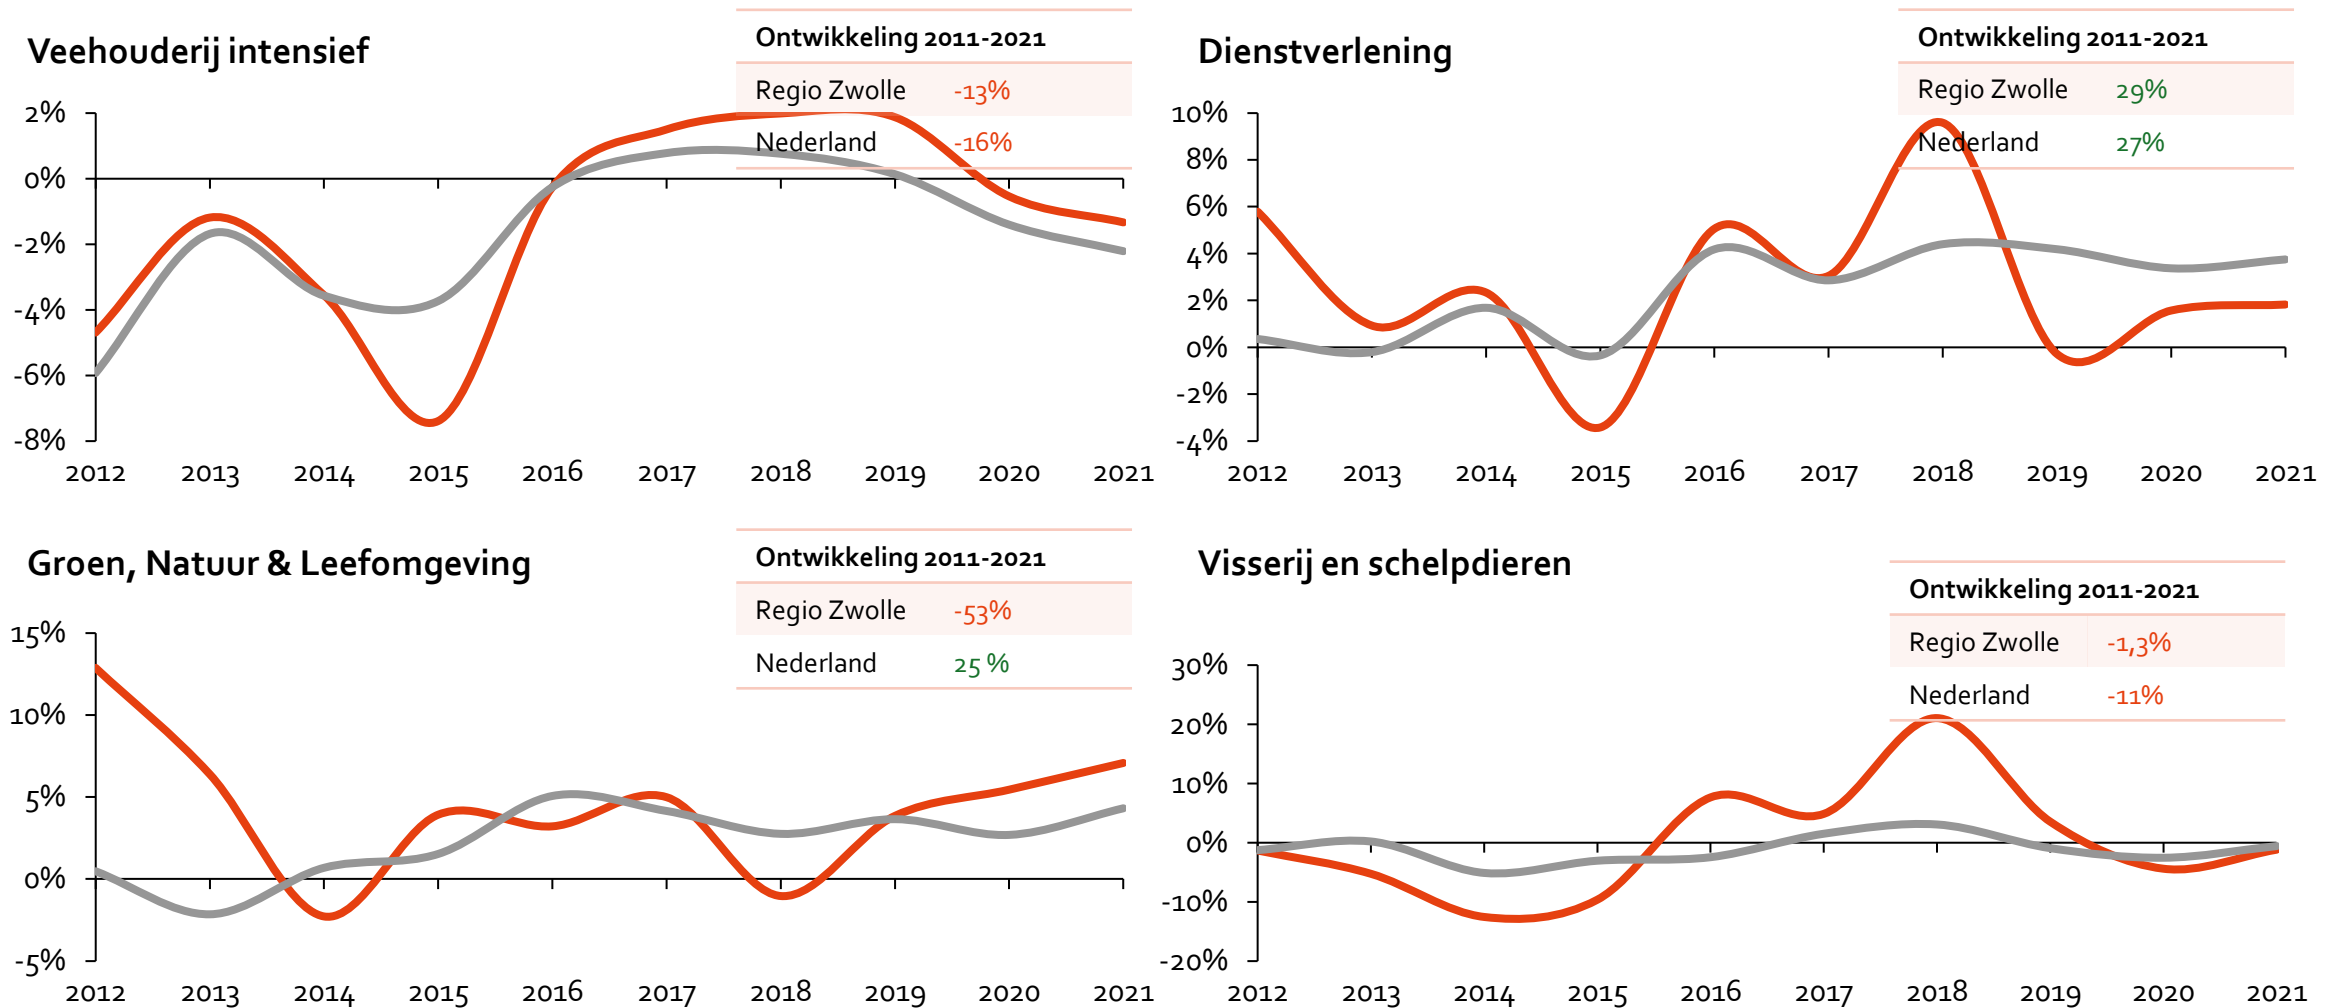 Veehouderij intensief
Ontwikkeling 2011-2021
Regio Zwolle -13%
Nederland -16%
2%
0%
-2%
-4%
-6%
-8%
2012 2013 2014 2015 2016 2017 2018 2019 2020 2021
Dienstverlening
Ontwikkeling 2011-2021
Regio Zwolle 29%
Nederland 27%
10%
8%
6%
4%
2%
0%
-2%
-4%
2012 2013 2014 2015 2016 2017 2018 2019 2020 2021
Groen, Natuur & Leefomgeving
Ontwikkeling 2011-2021
Regio Zwolle -53%
Nederland 25 %
15%
10%
5%
0%
-5%
2012 2013 2014 2015 2016 2017 2018 2019 2020 2021
Visserij en schelpdieren
Ontwikkeling 2011-2021
Regio Zwolle -1,3%
Nederland -11%
30%
20%
10%
0%
-10%
-20%
2012 2013 2014 2015 2016 2017 2018 2019 2020 2021